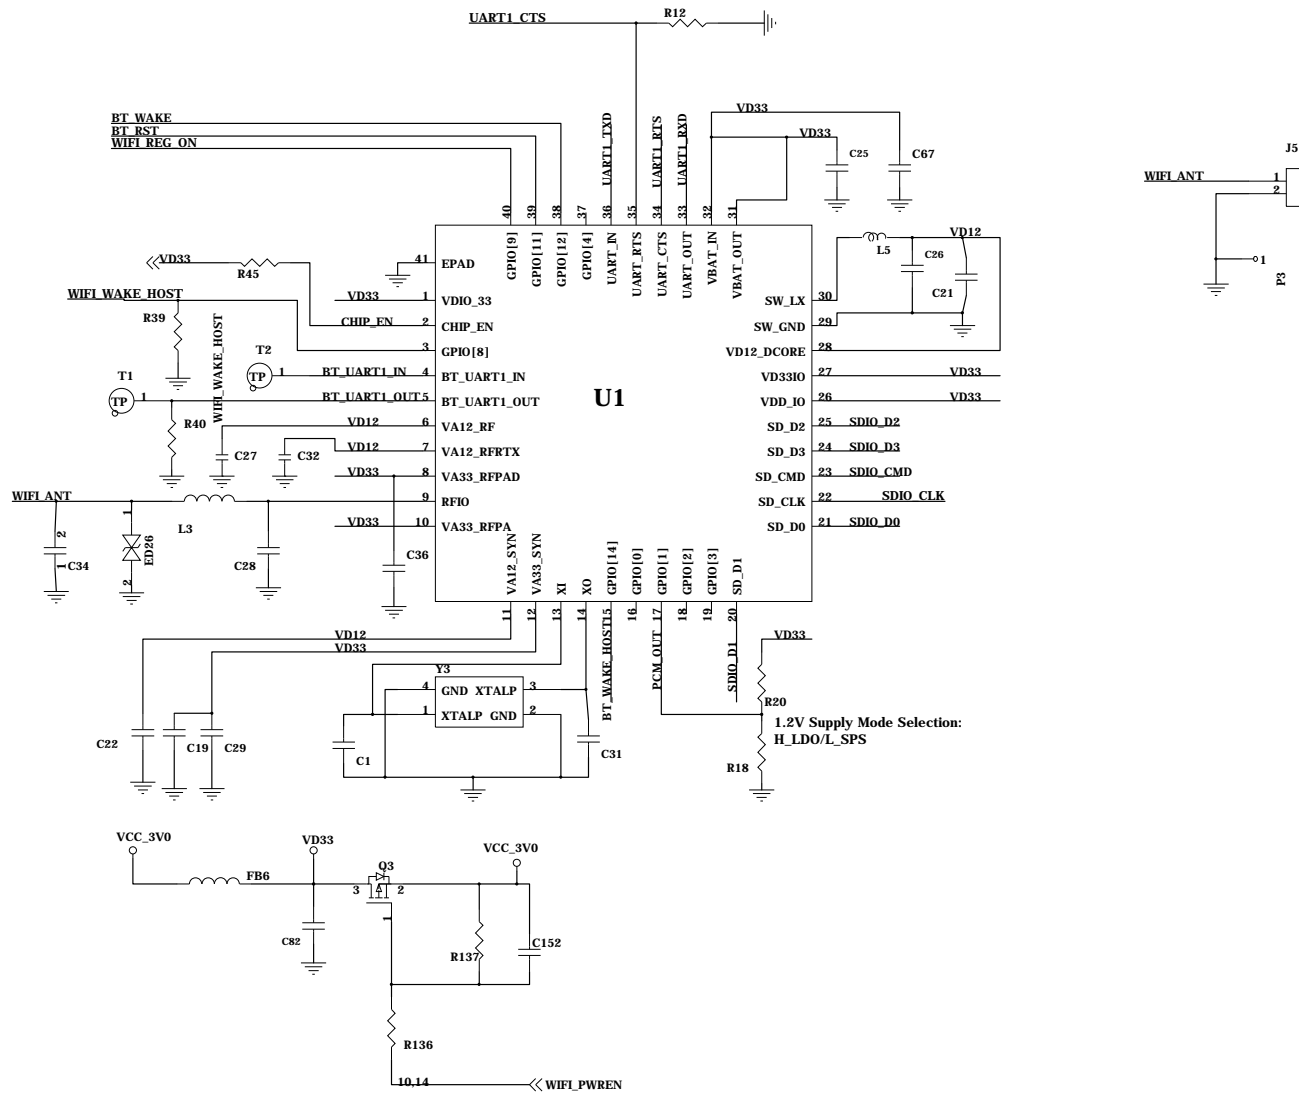 UART1_CTS
R12
BT_WAKE
BT_RST
WIFI_REG_ON
UART1_TXD
UART1_RTS
UART1_RXD
VD33
VD33
C25
C67
J5
WIFI_ANT
1
2
1
P3
40
39
38
37
36
35
34
33
32
31
GPIO[9]
GPIO[11]
GPIO[12]
GPIO[4]
UART_IN
UART_RTS
UART_CTS
UART_OUT
VBAT_IN
VBAT_OUT
VD33
R45
41
EPAD
L5
VD12
C26
C21
WIFI_WAKE_HOST
R39
VD33
1
VDIO_33
SW_LX
30
CHIP_EN
2
CHIP_EN
SW_GND
29
WIFI_WAKE_HOST
T2
TP
1
3
GPIO[8]
VD12_DCORE
28
T1
TP
1
BT_UART1_IN
4
BT_UART1_IN
VD33IO
27
VD33
U1
BT_UART1_OUT
5
BT_UART1_OUT
VDD_IO
26
VD33
R40
VD12
6
VA12_RF
SD_D2
25
SDIO_D2
C27
C32
VD12
7
VA12_RFRTX
SD_D3
24
SDIO_D3
VD33
8
VA33_RFPAD
SD_CMD
23
SDIO_CMD
WIFI_ANT
9
RFIO
SD_CLK
22
SDIO_CLK
L3
VD33
10
VA33_RFPA
SD_D0
21
SDIO_D0
2
1
C34
1
2
ED26
C28
C36
VA12_SYN
VA33_SYN
XI
XO
GPIO[14]
GPIO[0]
GPIO[1]
GPIO[2]
GPIO[3]
SD_D1
11
12
13
14
15
16
17
18
19
20
VD12
VD33
BT_WAKE_HOST
PCM_OUT
SDIO_D1
VD33
Y3
4
GND XTALP
3
1
XTALP GND
2
R20
1.2V Supply Mode Selection:
H_LDO/L_SPS
R18
C22
C19
C29
C1
C31
VCC_3V0
VD33
VCC_3V0
FB6
Q3
3
2
1
C82
R137
C152
R136
10,14
WIFI_PWREN